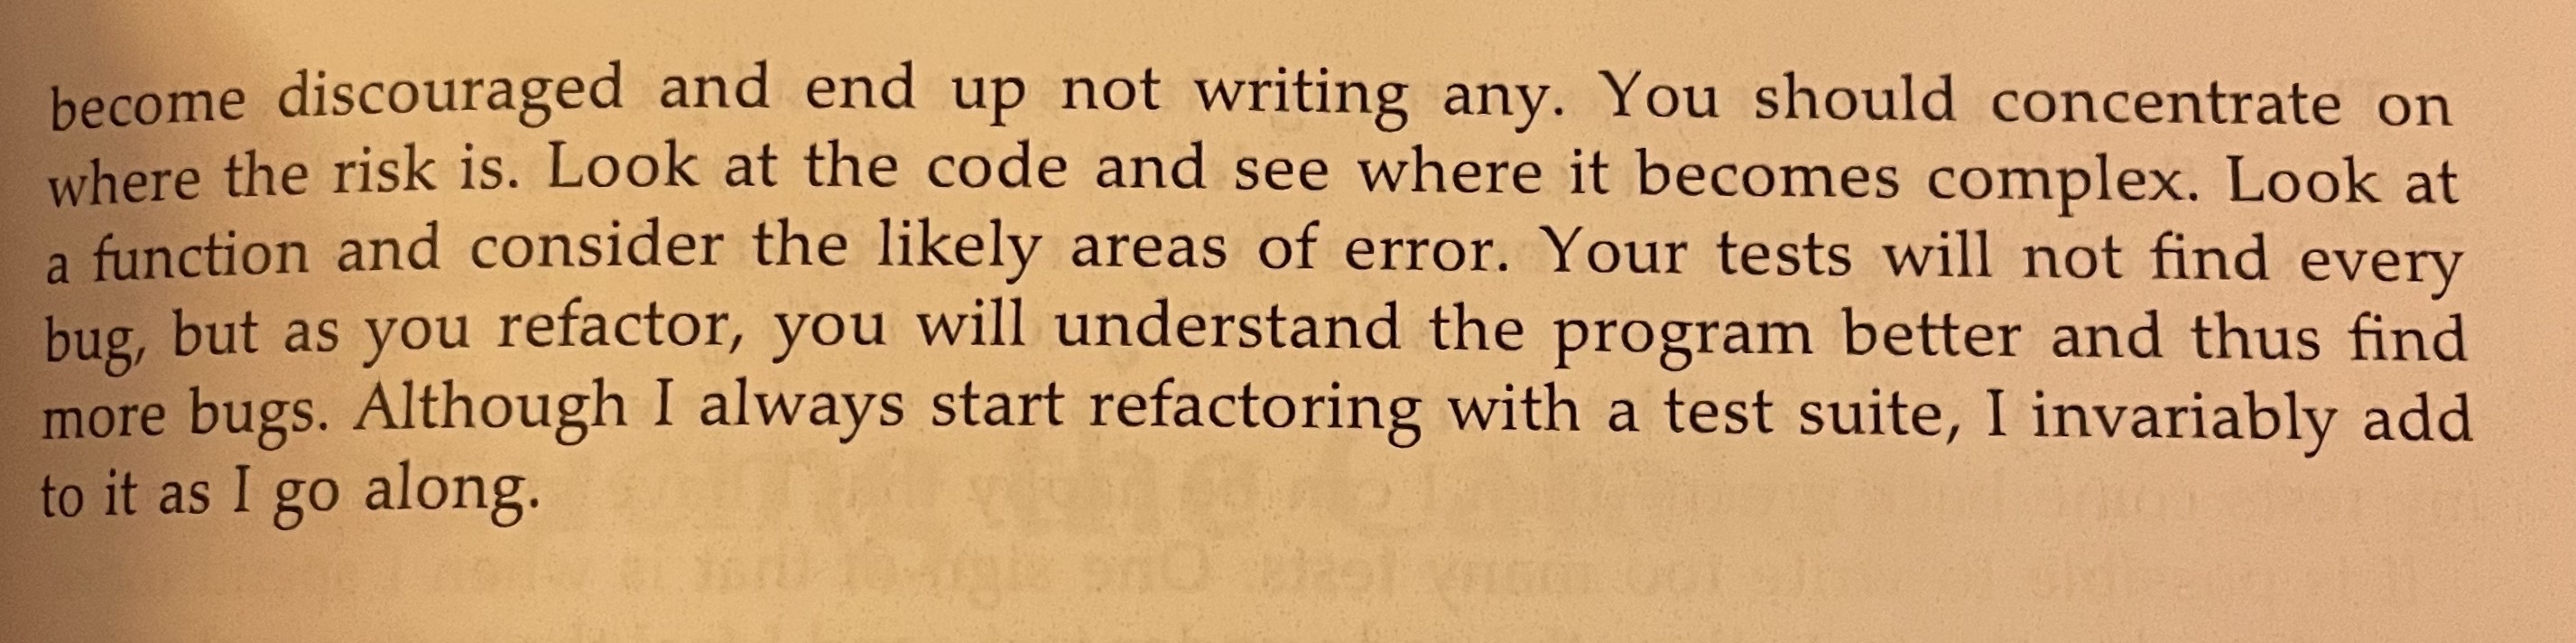 become discouraged and end up not writing any. You should concentrate on
where the risk is. Look at the code and see where it becomes complex. Look at
a function and consider the likely areas of error. Your tests will not find every
bug, but as you refactor, you will understand the program better and thus find
more bugs. Although I always start refactoring with a test suite, I invariably add
to it as I go along.